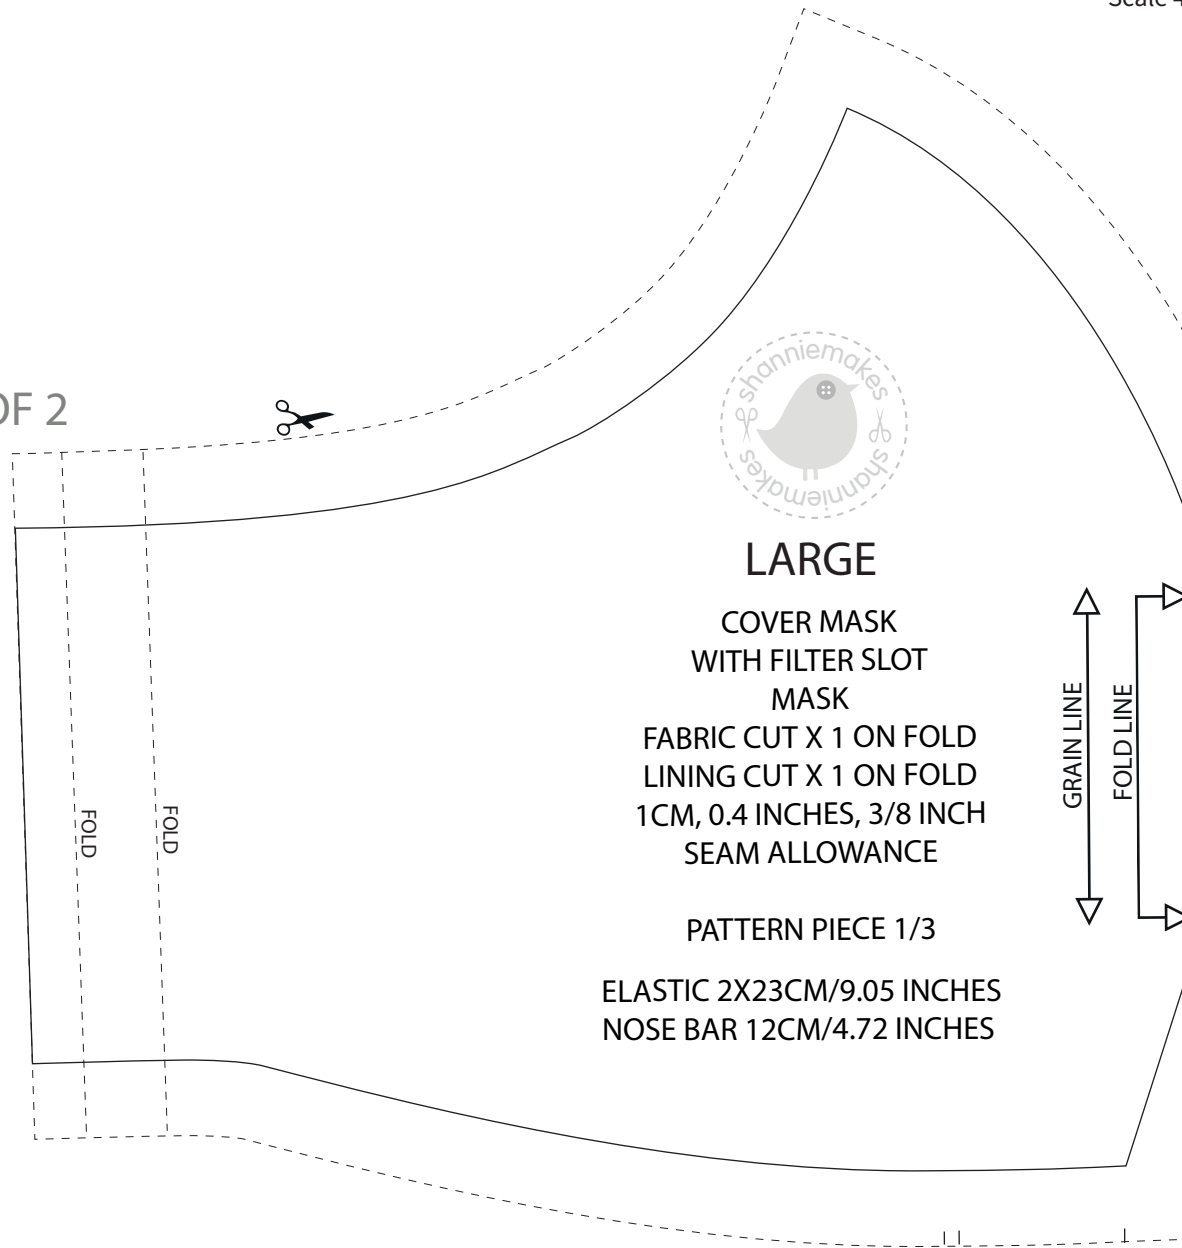 Scale
OF 2
shanniemakes
shanniemakes
LARGE
COVER MASK
WITH FILTER SLOT
MASK
FABRIC CUT X 1 ON FOLD
LINING CUT X 1 ON FOLD
1CM, 0.4 INCHES, 3/8 INCH
SEAM ALLOWANCE
PATTERN PIECE 1/3
ELASTIC 2X23CM/9.05 INCHES
NOSE BAR 12CM/4.72 INCHES
GRAIN LINE
FOLD LINE
FOLD
FOLD